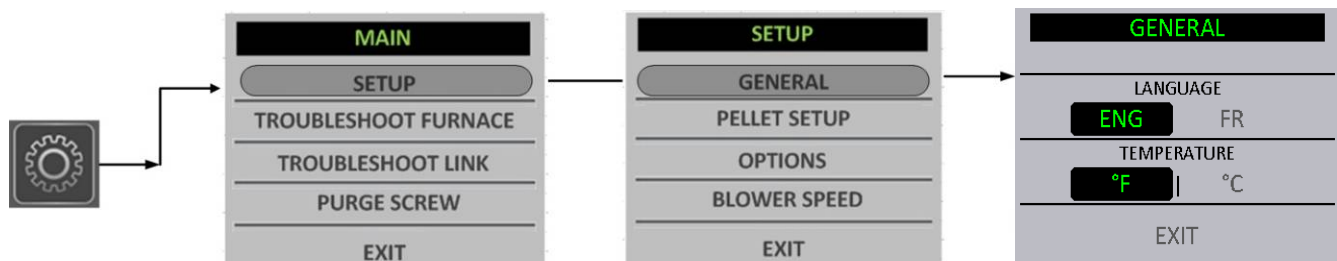 MAIN
SETUP
TROUBLESHOOT FURNACE
TROUBLESHOOT LINK
PURGE SCREW
EXIT
SETUP
GENERAL
PELLET SETUP
OPTIONS
BLOWER SPEED
EXIT
GENERAL
LANGUAGE
ENG FR
TEMPERATURE
°F °C
EXIT